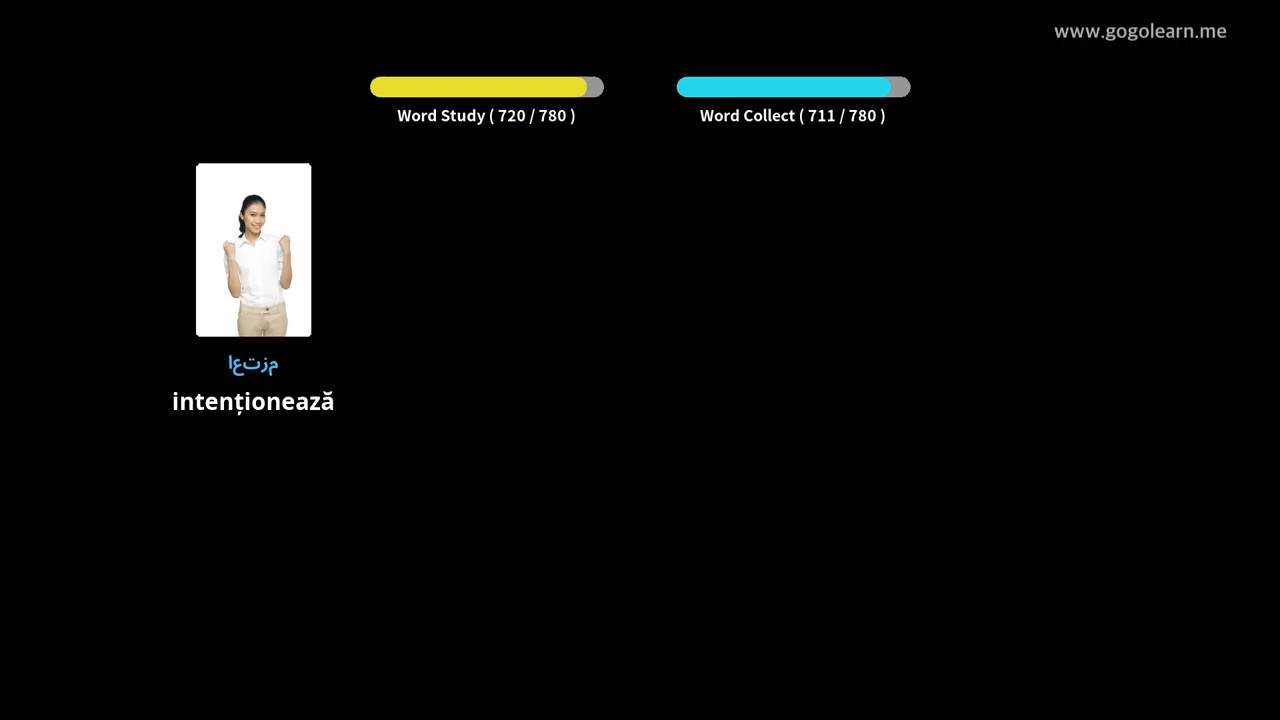 www.gogolearn.me
Word Study ( 720 / 780 )
Word Collect ( 711 / 780 )
اعتزم
intenționează